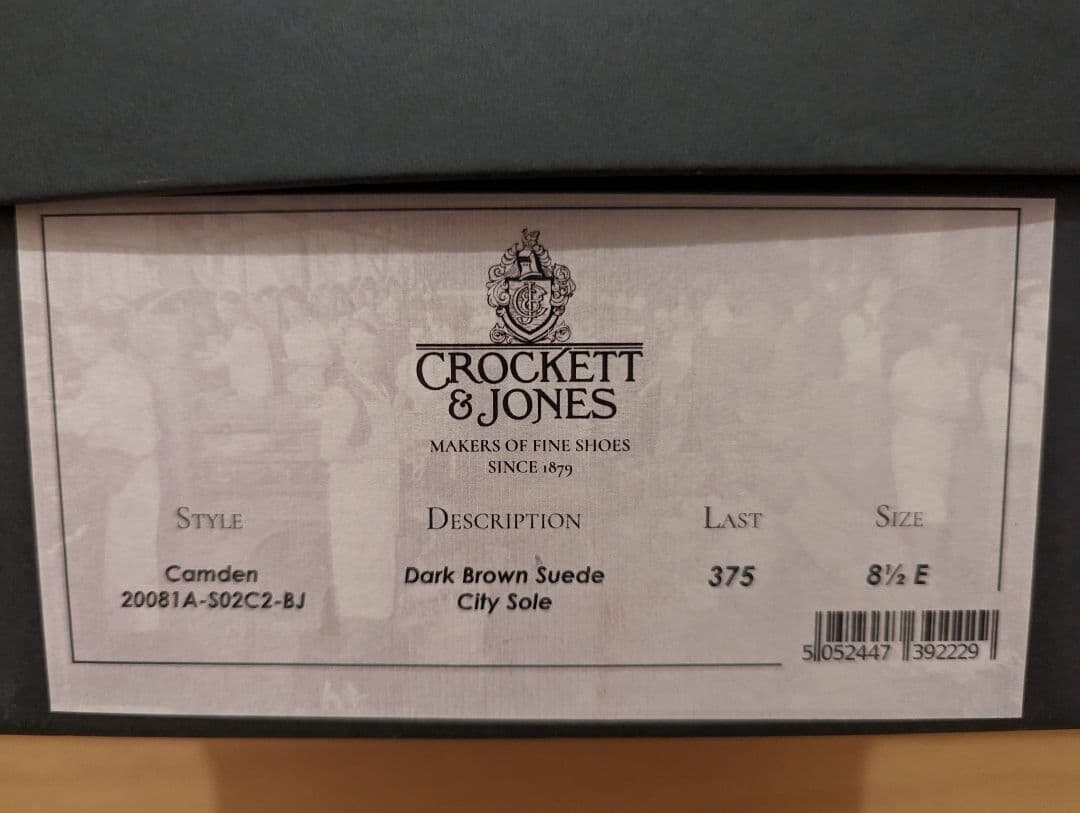 CROCKETT
& JONES
MAKERS OF FINE SHOES
SINCE 1879
STYLE DESCRIPTION LAST SIZE
Camden Dark Brown Suede 375 8½ E
20081A-S02C2-BJ City Sole
5 052447 392229